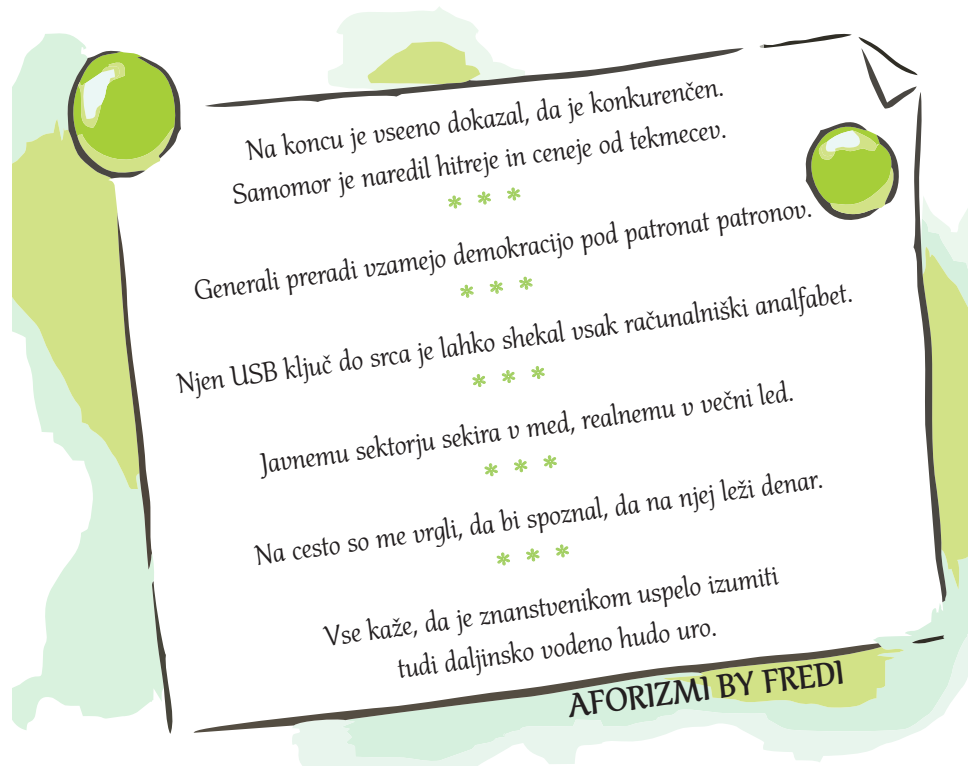 Na koncu je vseeno dokazal, da je konkurenčen.
Samomor je naredil hitreje in ceneje od tekmecev.
* * *
Generali preradi vzamejo demokracijo pod patronat patronov.
* * *
Njen USB ključ do srca je lahko shekal vsak računalniški analfabet.
* * *
Javnemu sektorju sekira v med, realnemu v večni led.
* * *
Na cesto so me vrgli, da bi spoznal, da na njej leži denar.
* * *
Vse kaže, da je znanstvenikom uspelo izumiti
tudi daljinsko vodeno hudo uro.
AFORIZMI BY FREDI